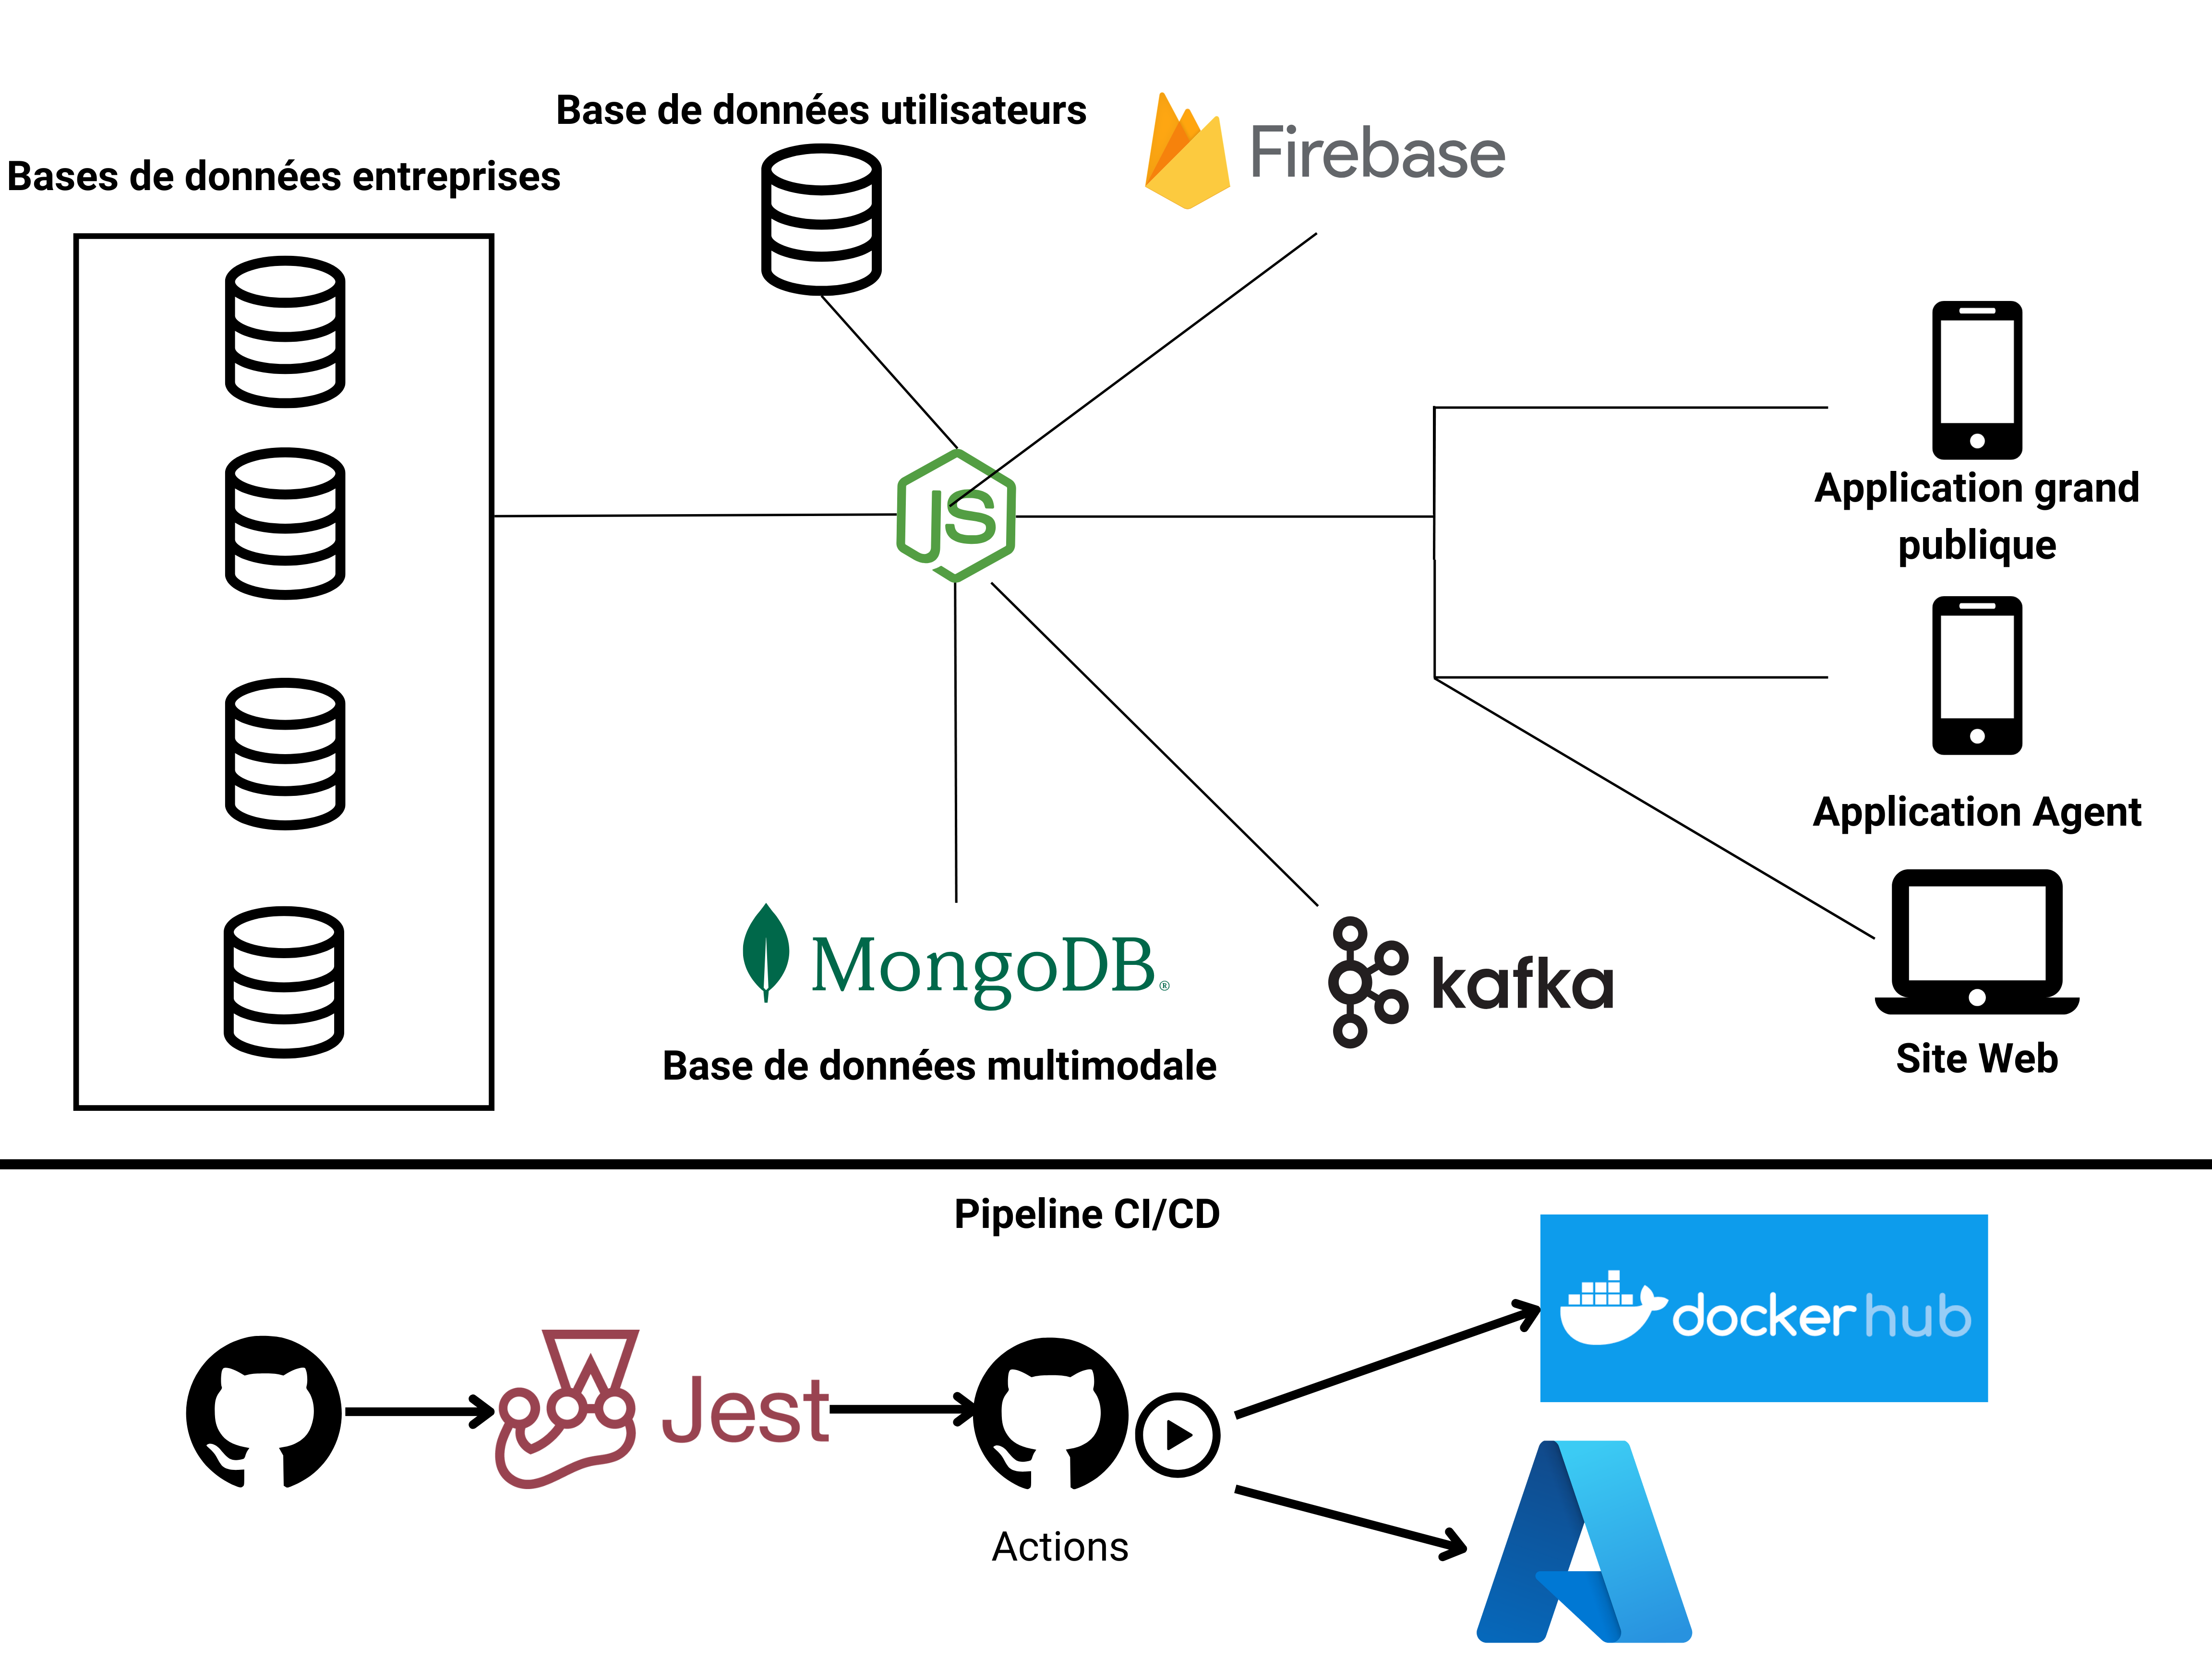 Base de données utilisateurs
Firebase
Bases de données entreprises
JS
Application grand
publique
Application Agent
MongoDB®
kafka
Base de données multimodale
Site Web
Pipeline CI/CD
docker hub
Jest
Actions